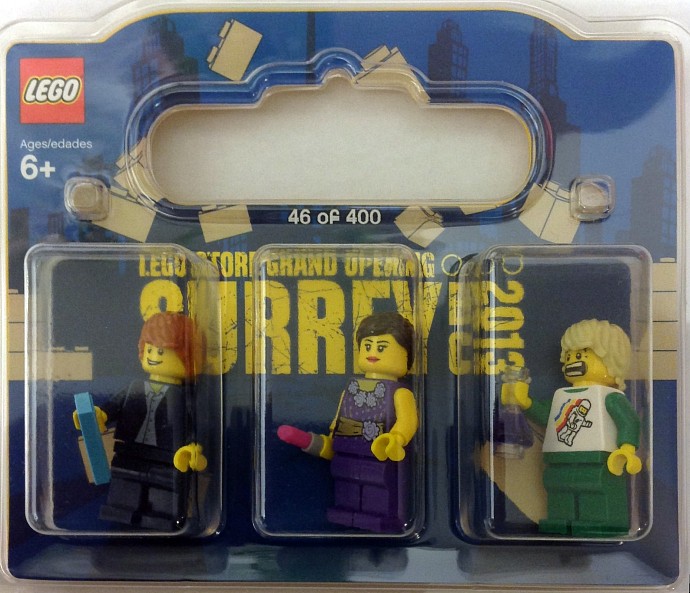 LEGO
Ages/edades
6+
46 of 400
LEGO STORE GRAND OPENING
SURREY 2013